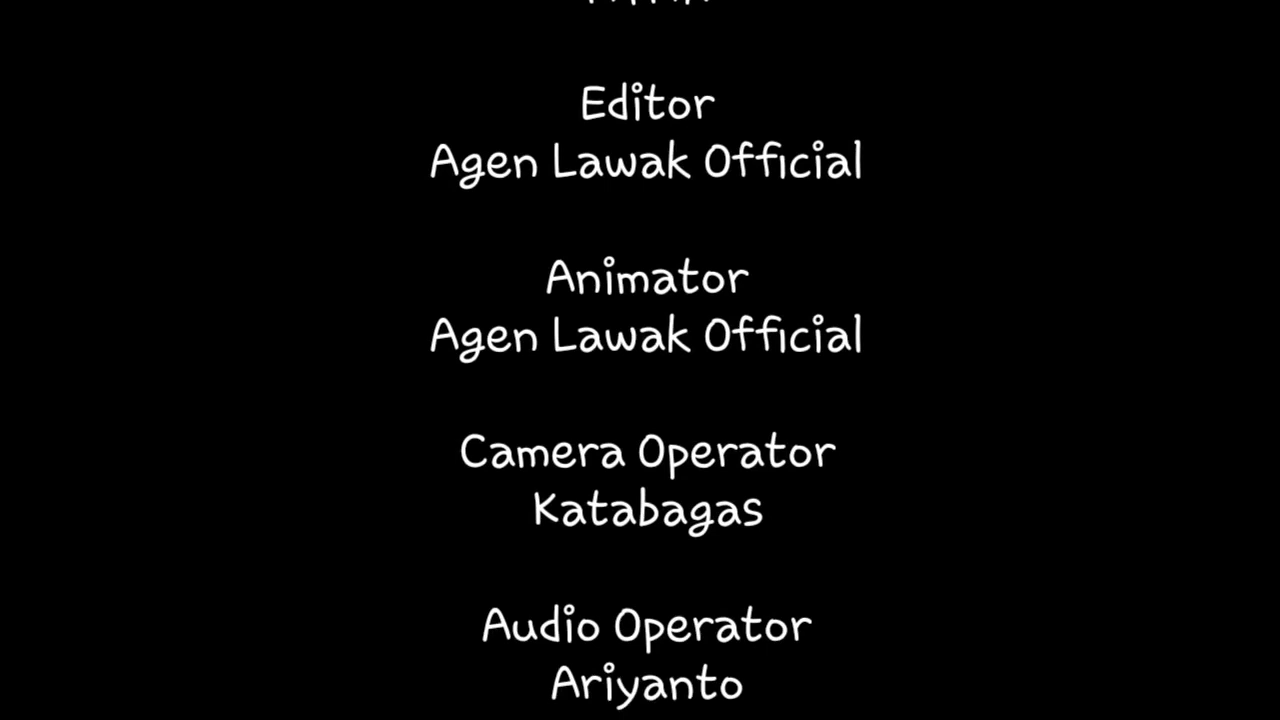 Editor
Agen Lawak Official
Animator
Agen Lawak Official
Camera Operator
Katabagas
Audio Operator
Ariyanto